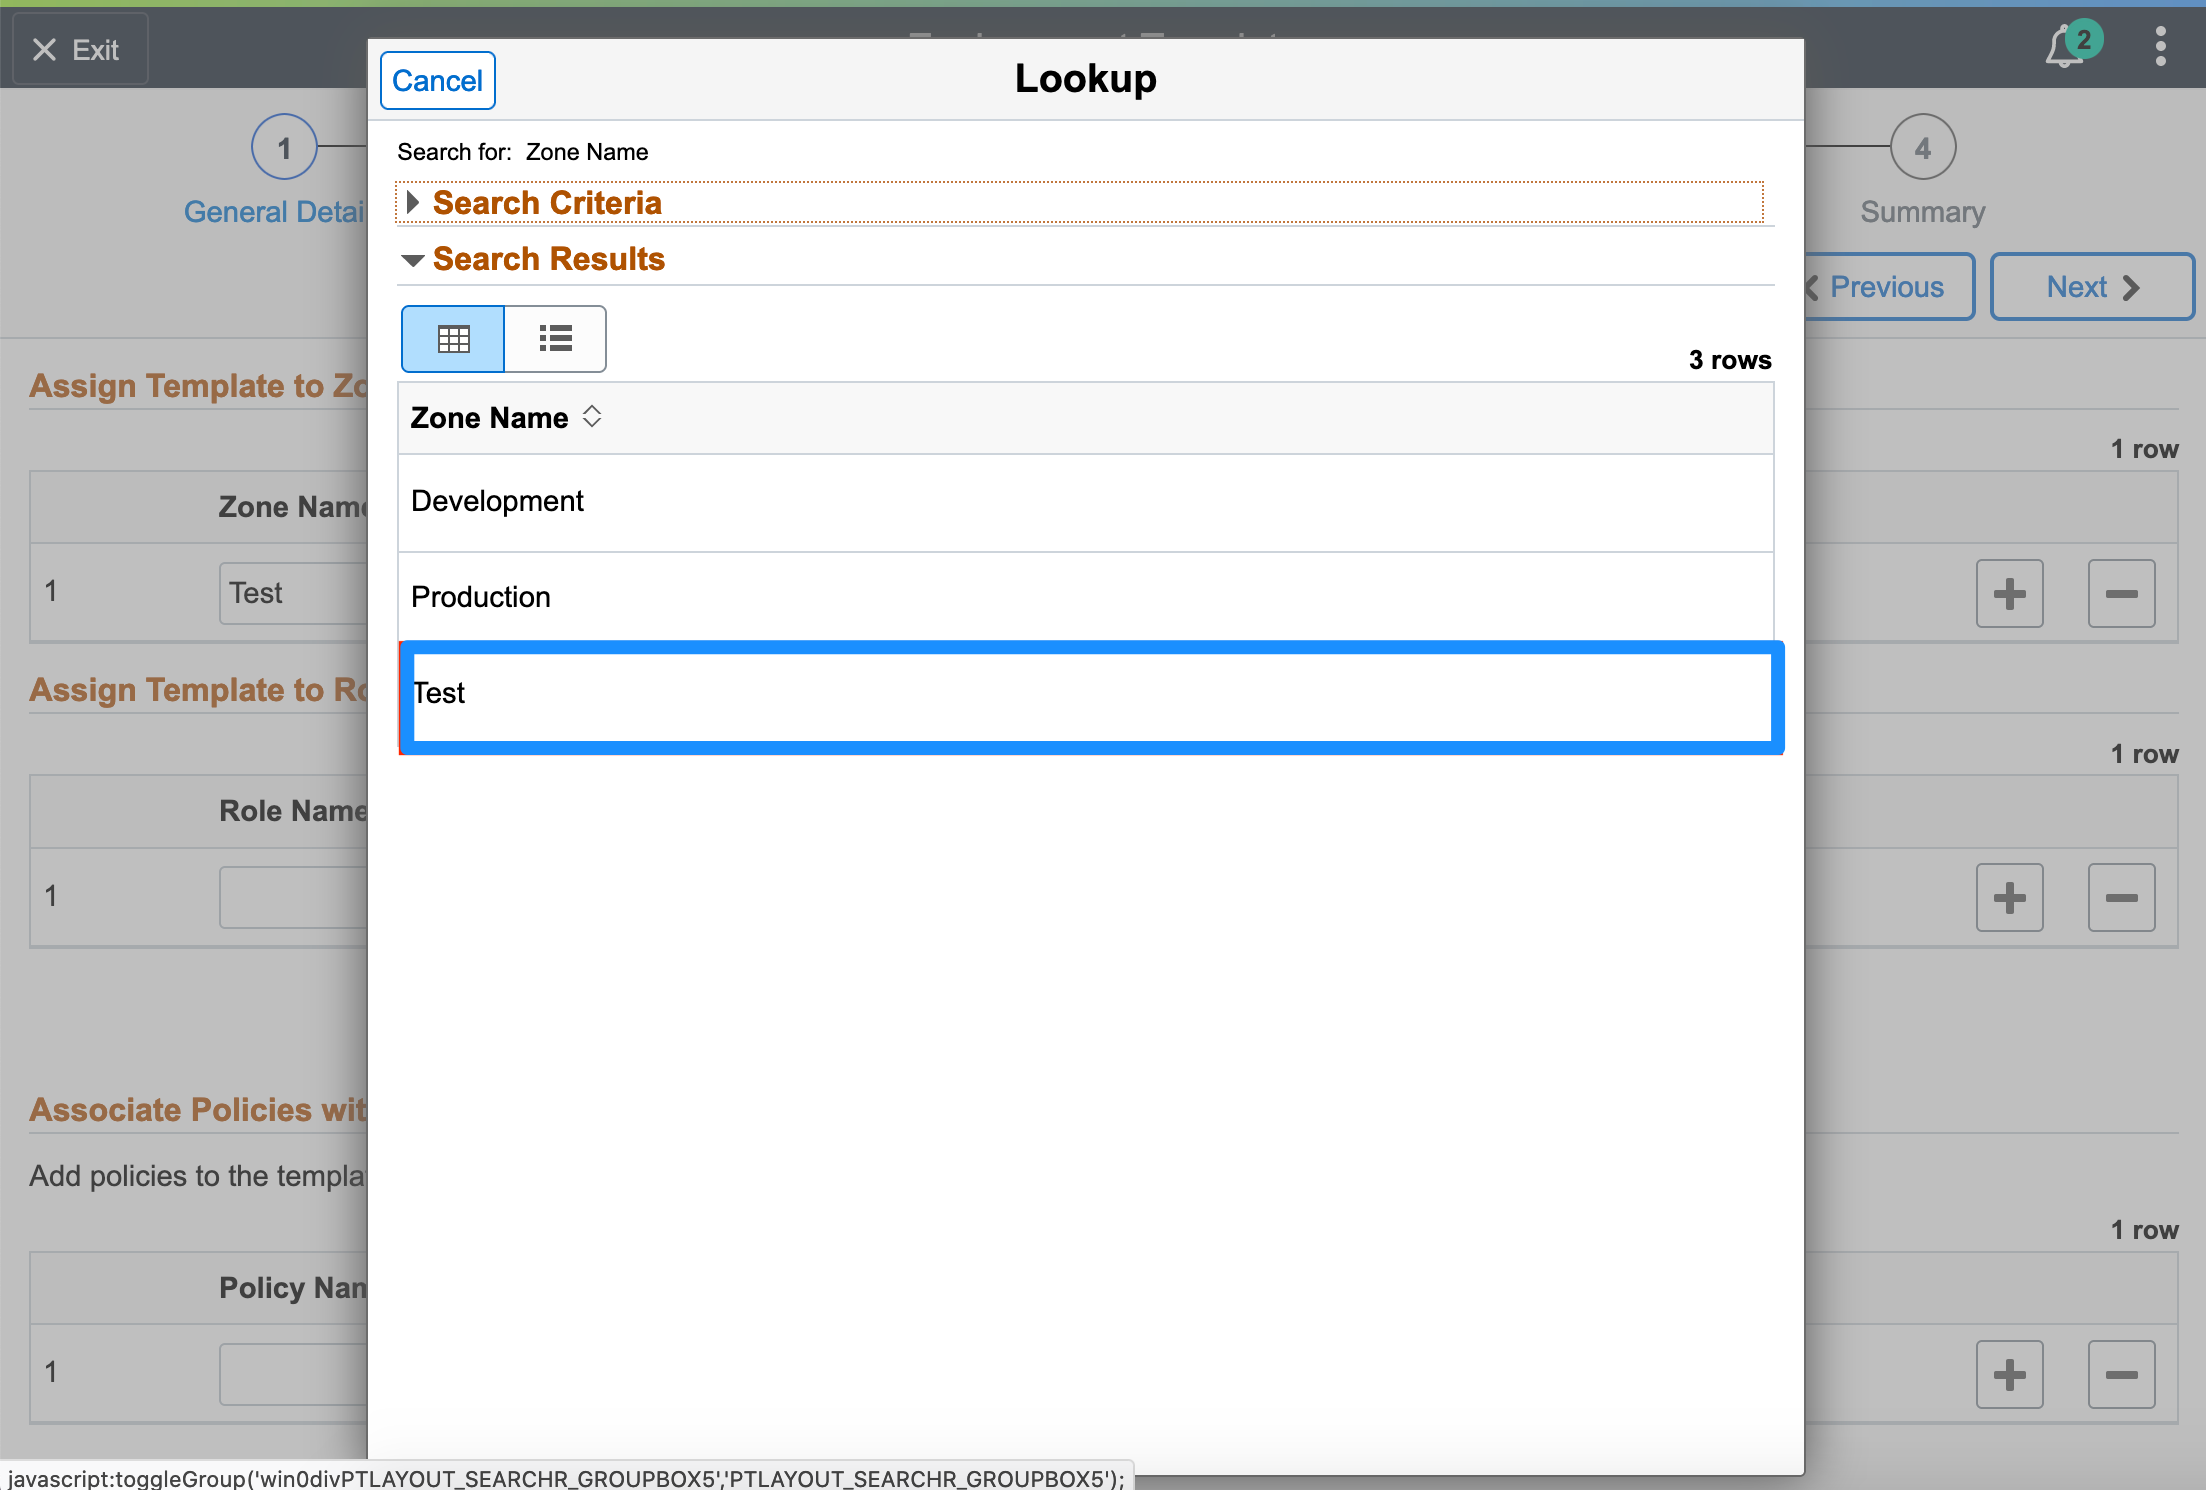 Exit
2
Cancel
Lookup
1
General Detai
4
Summary
Search for: Zone Name
Search Criteria
Search Results
Previous
Next
3 rows
Assign Template to Zo
1 row
Zone Name
Zone Nam
Development
1
Test
Production
Assign Template to Ro
Test
1 row
Role Name
1
Associate Policies wit
Add policies to the templa
1 row
Policy Nan
1
javascript:toggleGroup('win0divPTLAYOUT_SEARCHR_GROUPBOX5','PTLAYOUT_SEARCHR_GROUPBOX5');